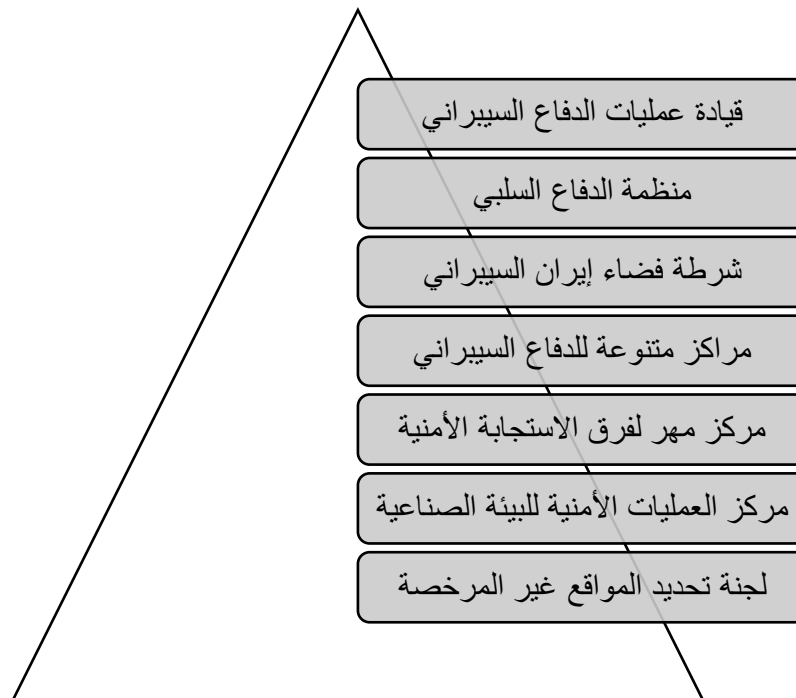 قيادة عمليات الدفاع السيبراني
منظمة الدفاع السلبي
شرطة فضاء إيران السيبراني
مراكز متنوعة للدفاع السيبراني
مركز مهر لفرق الاستجابة الأمنية
مركز العمليات الأمنية للبيئة الصناعية
لجنة تحديد المواقع غير المرخصة